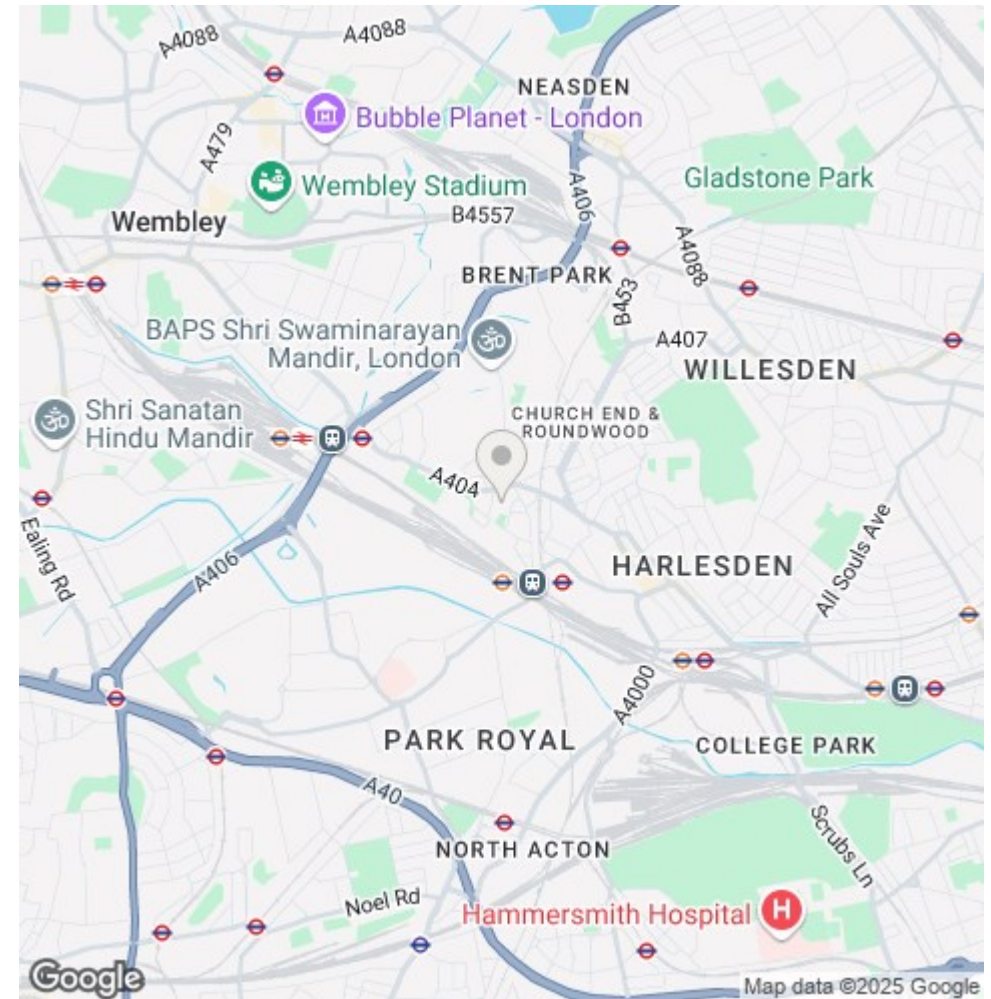 A4088
A4088
NEASDEN
Bubble Planet - London
A479
Wembley Stadium
Gladstone Park
A406
B4557
Wembley
A4088
BRENT PARK
B453
BAPS Shri Swaminarayan
Mandir, London
A407
WILLESDEN
Shri Sanatan
Hindu Mandir
CHURCH END &
ROUNDWOOD
A404
Ealing Rd
A406
HARLESDEN
All Souls Ave
A4000
PARK ROYAL
COLLEGE PARK
A40
Scrubs Ln
NORTH ACTON
Noel Rd
Hammersmith Hospital
H
Google
Map data ©2025 Google